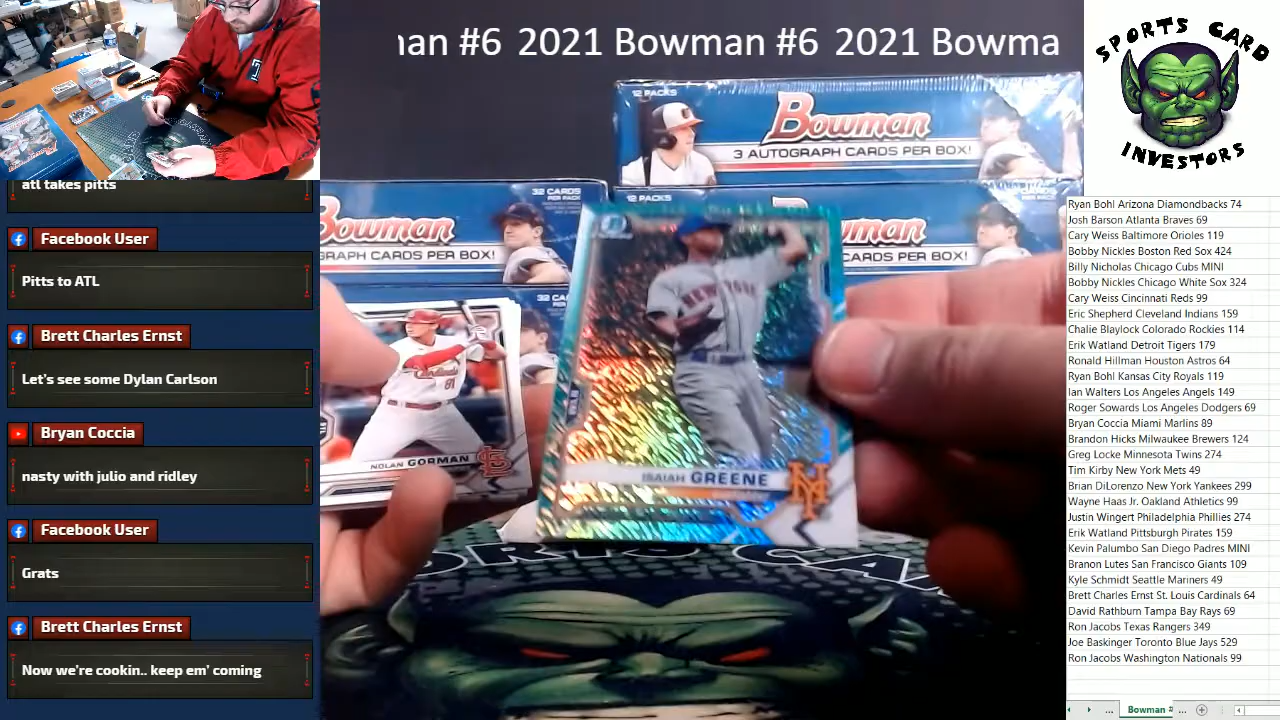 #6 2021 Bowman #6 2021 Bowma
SPORTS CARD
INVESTORS
12 PACKS
Bowman
3 AUTOGRAPH CARDS PER BOX!
32 CARDS
12 PACKS
CARDS PER BOX!
CARDS PER BOX!
NEW YORK
Cardinals
81
NOLAN GORMAN
ISAIAH GREENE
NY
atl takes pitts
Facebook User
Pitts to ATL
Brett Charles Ernst
Let's see some Dylan Carlson
Bryan Coccia
nasty with julio and ridley
Facebook User
Grats
Brett Charles Ernst
Now we're cookin.. keep em' coming
Ryan Bohl Arizona Diamondbacks 74
Josh Barson Atlanta Braves 69
Cary Weiss Baltimore Orioles 119
Bobby Nickles Boston Red Sox 424
Billy Nicholas Chicago Cubs MINI
Bobby Nickles Chicago White Sox 324
Cary Weiss Cincinnati Reds 99
Eric Shepherd Cleveland Indians 159
Chalie Blaylock Colorado Rockies 114
Erik Watland Detroit Tigers 179
Ronald Hillman Houston Astros 64
Ryan Bohl Kansas City Royals 119
Ian Walters Los Angeles Angels 149
Roger Sowards Los Angeles Dodgers 69
Bryan Coccia Miami Marlins 89
Brandon Hicks Milwaukee Brewers 124
Greg Locke Minnesota Twins 274
Tim Kirby New York Mets 49
Brian DiLorenzo New York Yankees 299
Wayne Haas Jr. Oakland Athletics 99
Justin Wingert Philadelphia Phillies 274
Erik Watland Pittsburgh Pirates 159
Kevin Palumbo San Diego Padres MINI
Branon Lutes San Francisco Giants 109
Kyle Schmidt Seattle Mariners 49
Brett Charles Ernst St. Louis Cardinals 64
David Rathburn Tampa Bay Rays 69
Ron Jacobs Texas Rangers 349
Joe Baskinger Toronto Blue Jays 529
Ron Jacobs Washington Nationals 99
... Bowman # ...